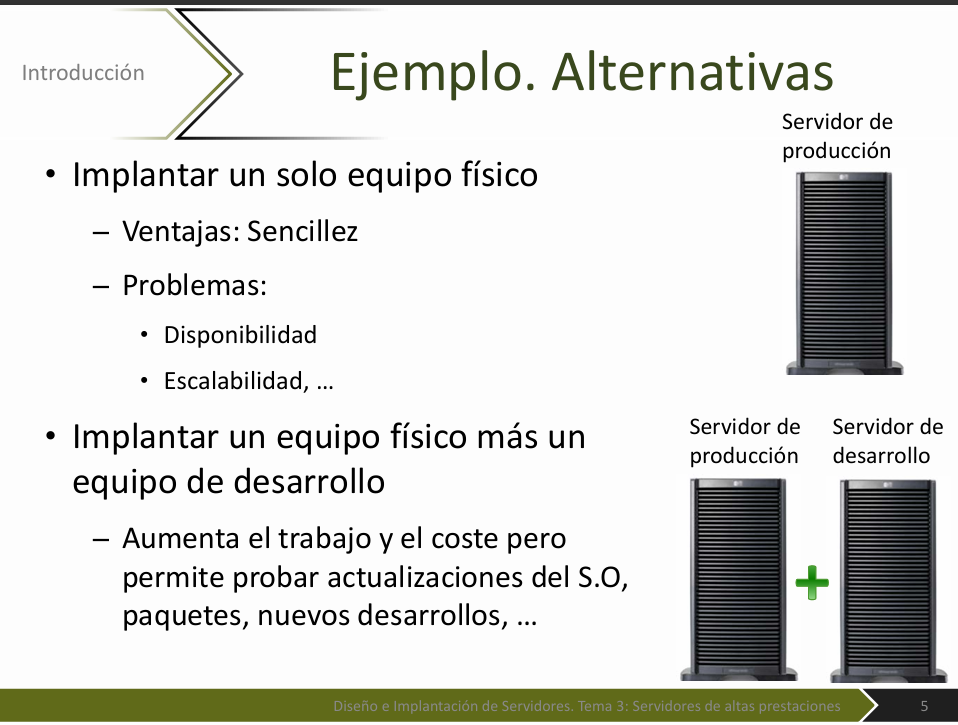 Introducción
Ejemplo. Alternativas
Servidor de
producción
• Implantar un solo equipo físico
– Ventajas: Sencillez
– Problemas:
• Disponibilidad
• Escalabilidad, ...
• Implantar un equipo físico más un
equipo de desarrollo
– Aumenta el trabajo y el coste pero
permite probar actualizaciones del S.O,
paquetes, nuevos desarrollos, ...
Servidor de
producción
Servidor de
desarrollo
Diseño e Implantación de Servidores. Tema 3: Servidores de altas prestaciones
5